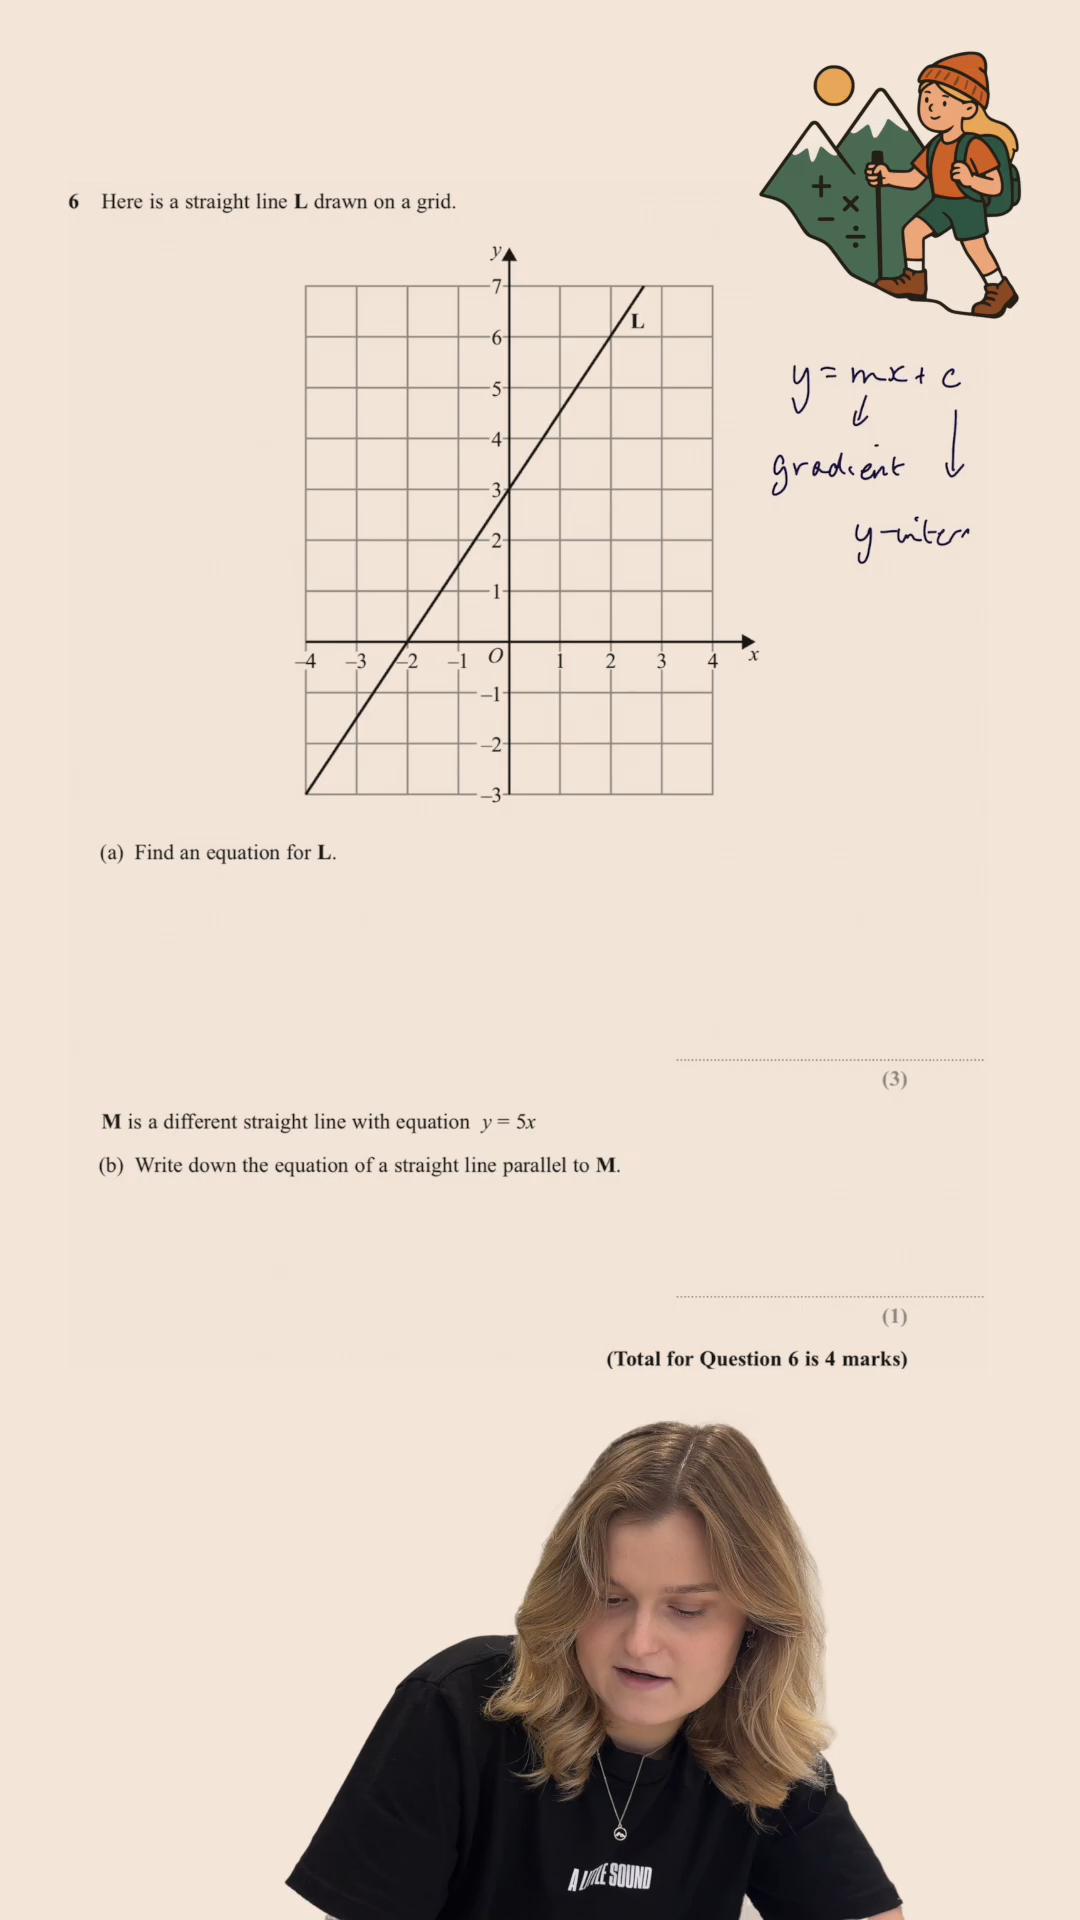 6 Here is a straight line L drawn on a grid.
y
7
L
6
5
4
3
2
1
–4 –3 –2 –1 O 1 2 3 4 x
–1
–2
–3
y = mx + c
gradient
y-inter
(a) Find an equation for L.
(3)
M is a different straight line with equation y = 5x
(b) Write down the equation of a straight line parallel to M.
(1)
(Total for Question 6 is 4 marks)
+
×
−
÷
A LITTLE SOUND